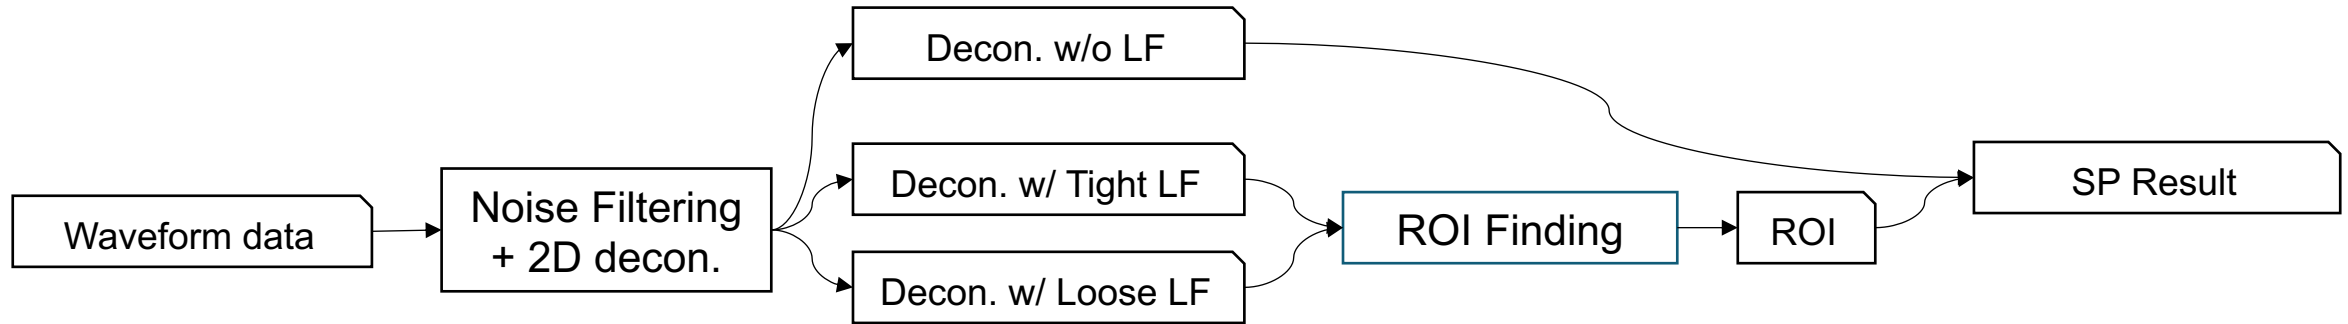 Waveform data
Noise Filtering
+ 2D decon.
Decon. w/o LF
Decon. w/ Tight LF
Decon. w/ Loose LF
ROI Finding
ROI
SP Result